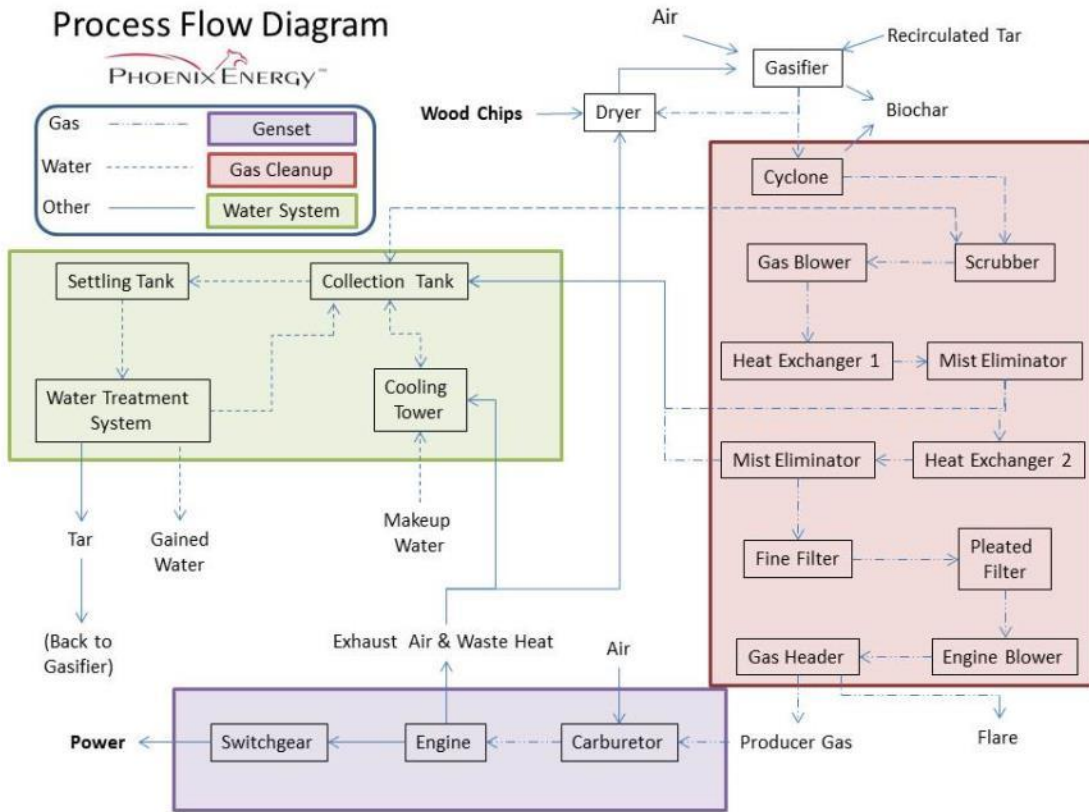 Process Flow Diagram
PHOENIX ENERGY™
Gas
Genset
Water
Gas Cleanup
Other
Water System
Air
Recirculated Tar
Gasifier
Wood Chips
Dryer
Biochar
Cyclone
Gas Blower
Scrubber
Settling Tank
Collection Tank
Heat Exchanger 1
Mist Eliminator
Water Treatment
System
Cooling
Tower
Mist Eliminator
Heat Exchanger 2
Tar
Gained
Water
Makeup
Water
Fine Filter
Pleated
Filter
(Back to
Gasifier)
Exhaust Air & Waste Heat
Air
Gas Header
Engine Blower
Power
Switchgear
Engine
Carburetor
Producer Gas
Flare